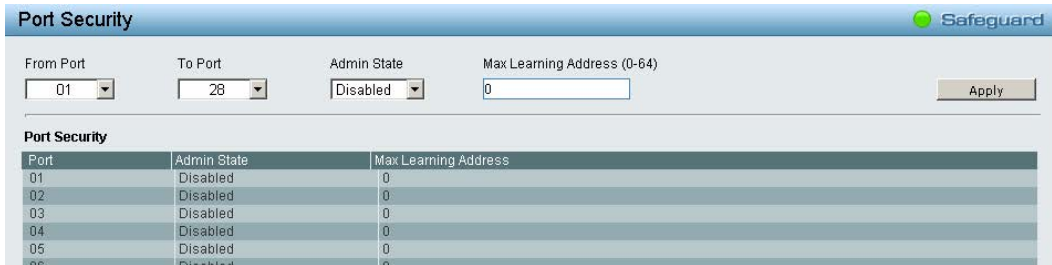 Port Security
Safeguard
From Port To Port Admin State Max Learning Address (0-64)
01 28 Disabled 0 Apply
Port Security
Port Admin State Max Learning Address
01 Disabled 0
02 Disabled 0
03 Disabled 0
04 Disabled 0
05 Disabled 0